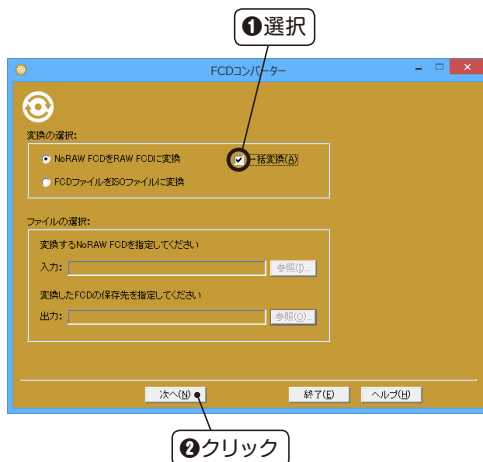 ❶選択
FCDコンバーター
変換の選択:
NoRAW FCDをRAW FCDに変換
一括変換(A)
FCDファイルをISOファイルに変換
ファイルの選択:
変換するNoRAW FCDを指定してください
入力:
参照(I)...
変換したFCDの保存先を指定してください
出力:
参照(O)...
次へ(N)
終了(E)
ヘルプ(H)
❷クリック